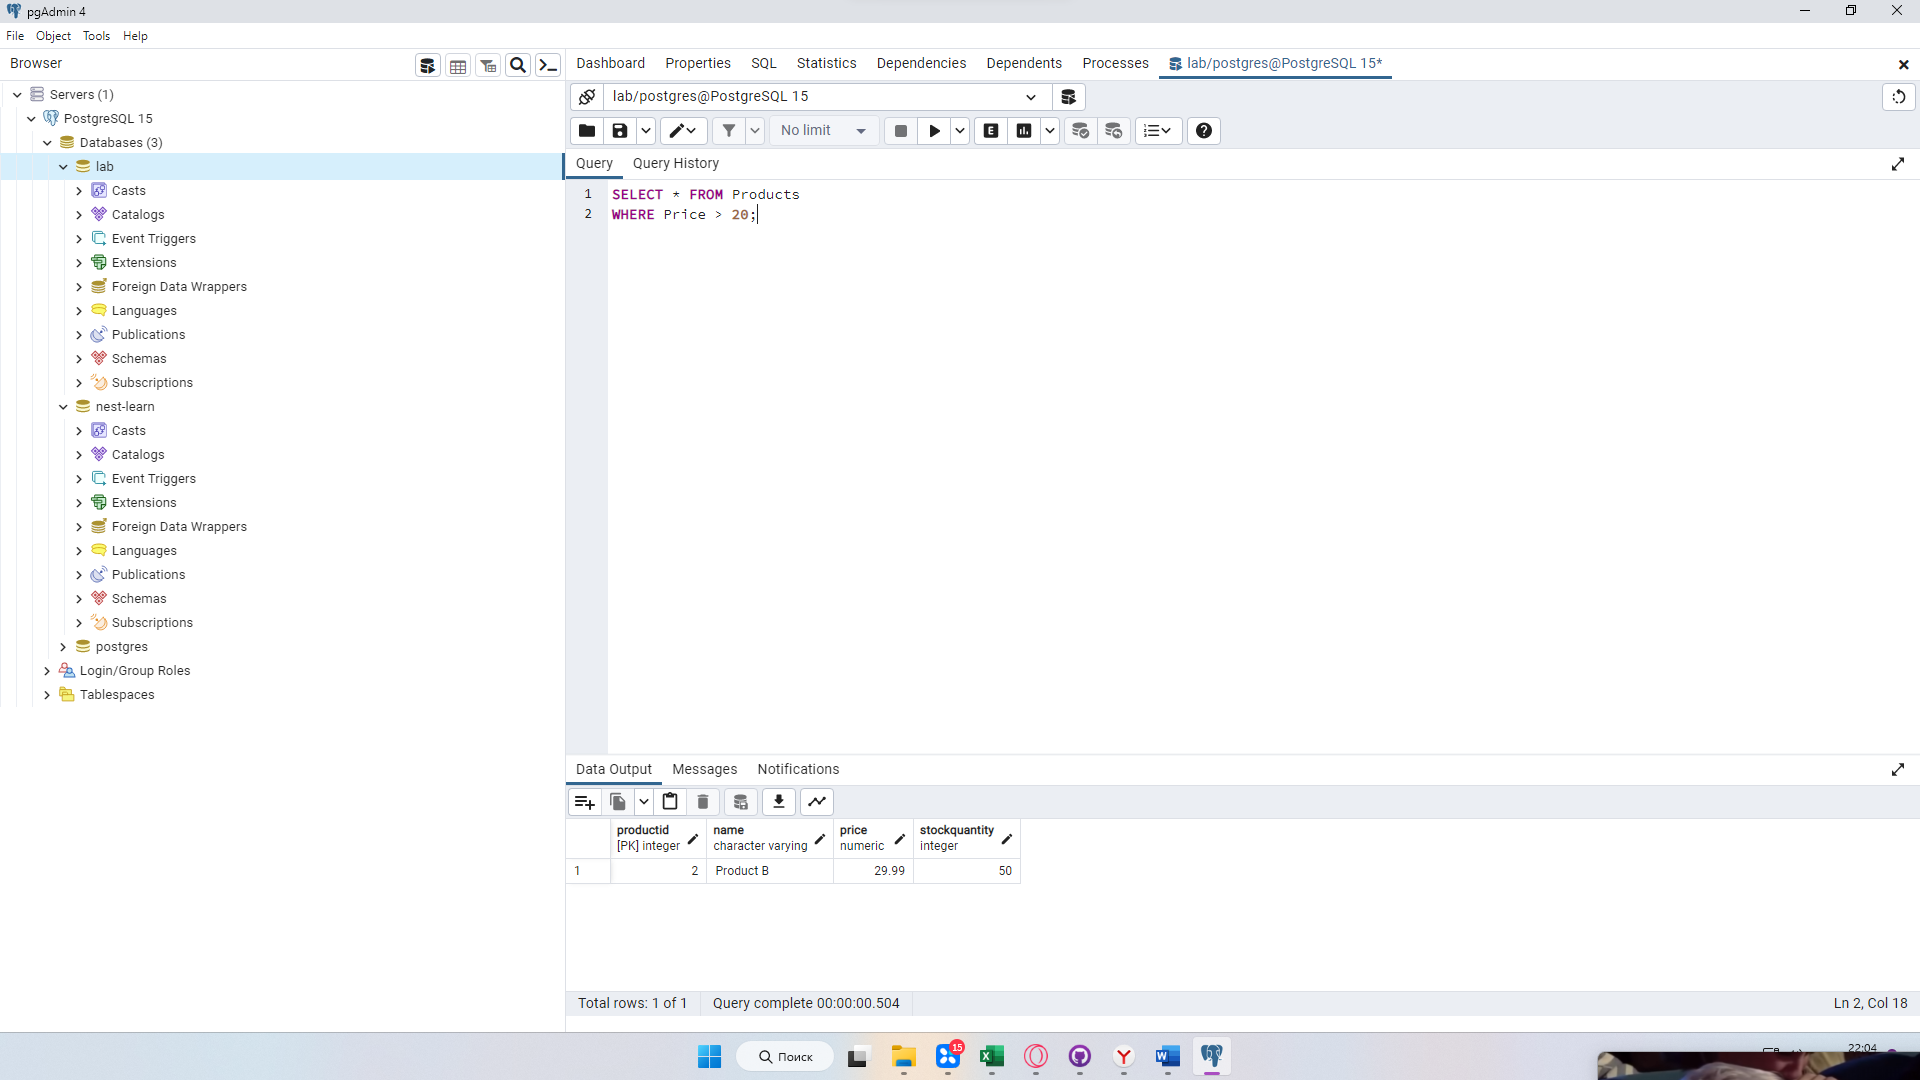 pgAdmin 4
File Object Tools Help
Browser
Dashboard Properties SQL Statistics Dependencies Dependents Processes lab/postgres@PostgreSQL 15*
Servers (1)
PostgreSQL 15
Databases (3)
lab
Casts
Catalogs
Event Triggers
Extensions
Foreign Data Wrappers
Languages
Publications
Schemas
Subscriptions
nest-learn
Casts
Catalogs
Event Triggers
Extensions
Foreign Data Wrappers
Languages
Publications
Schemas
Subscriptions
postgres
Login/Group Roles
Tablespaces
lab/postgres@PostgreSQL 15
No limit
E
Query Query History
1 SELECT * FROM Products
2 WHERE Price > 20;
Data Output Messages Notifications
productid name price stockquantity
[PK] integer character varying numeric integer
1 2 Product B 29.99 50
Total rows: 1 of 1 Query complete 00:00:00.504 Ln 2, Col 18
Поиск
15
22:04